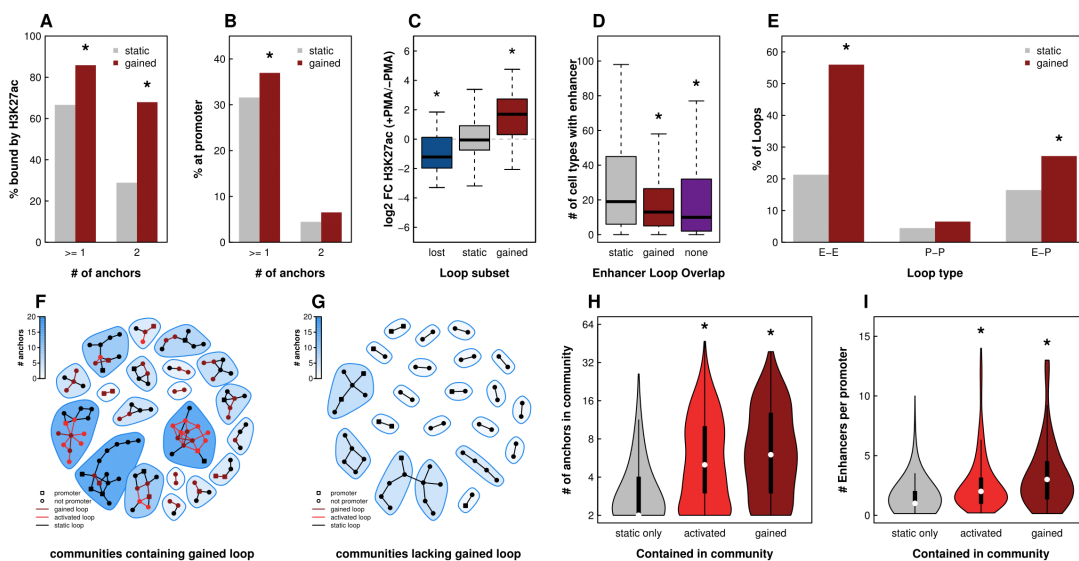 A
% bound by H3K27ac
100
80
60
40
20
0
static
gained
*
*
>= 1
2
# of anchors
B
% at promoter
40
30
20
10
0
static
gained
*
>= 1
2
# of anchors
C
log2 FC H3K27ac (+PMA/−PMA)
6
4
2
0
−2
−4
−6
*
*
lost
static
gained
Loop subset
D
# of cell types with enhancer
100
80
60
40
20
0
*
*
static
gained
none
Enhancer Loop Overlap
E
% of Loops
60
50
40
30
20
10
0
static
gained
*
*
E−E
P−P
E−P
Loop type
F
# anchors
20
15
10
5
0
promoter
not promoter
gained loop
activated loop
static loop
communities containing gained loop
G
# anchors
20
15
10
5
0
promoter
not promoter
gained loop
activated loop
static loop
communities lacking gained loop
H
# of anchors in community
64
32
16
8
4
2
*
*
static only
activated
gained
Contained in community
I
# Enhancers per promoter
15
10
5
0
*
*
static only
activated
gained
Contained in community